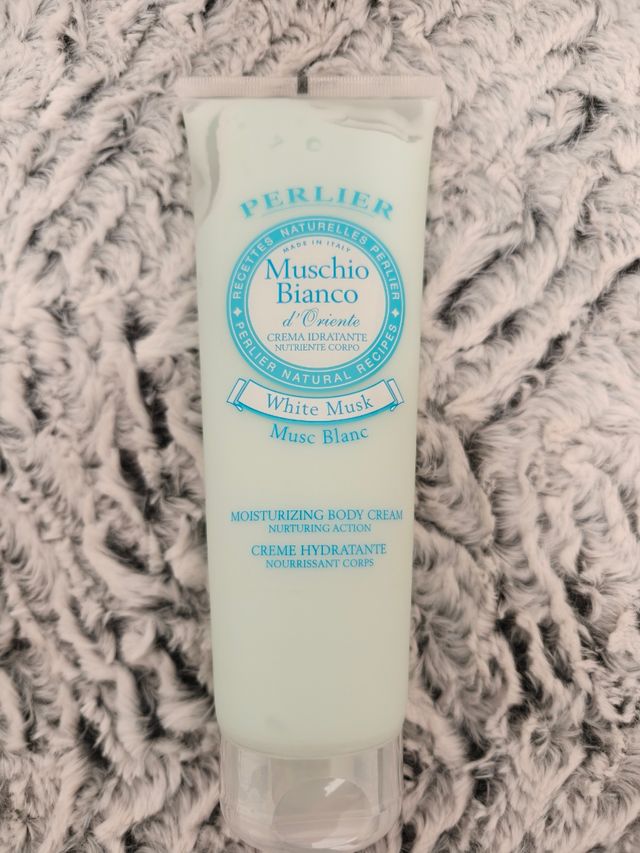 PERLIER
RECETTES NATURELLES PERLIER
MADE IN ITALY
Muschio
Bianco
d'Oriente
CREMA IDRATANTE
NUTRIENTE CORPO
PERLIER NATURAL RECIPES
White Musk
Musc Blanc
MOISTURIZING BODY CREAM
NURTURING ACTION
CREME HYDRATANTE
NOURRISSANT CORPS